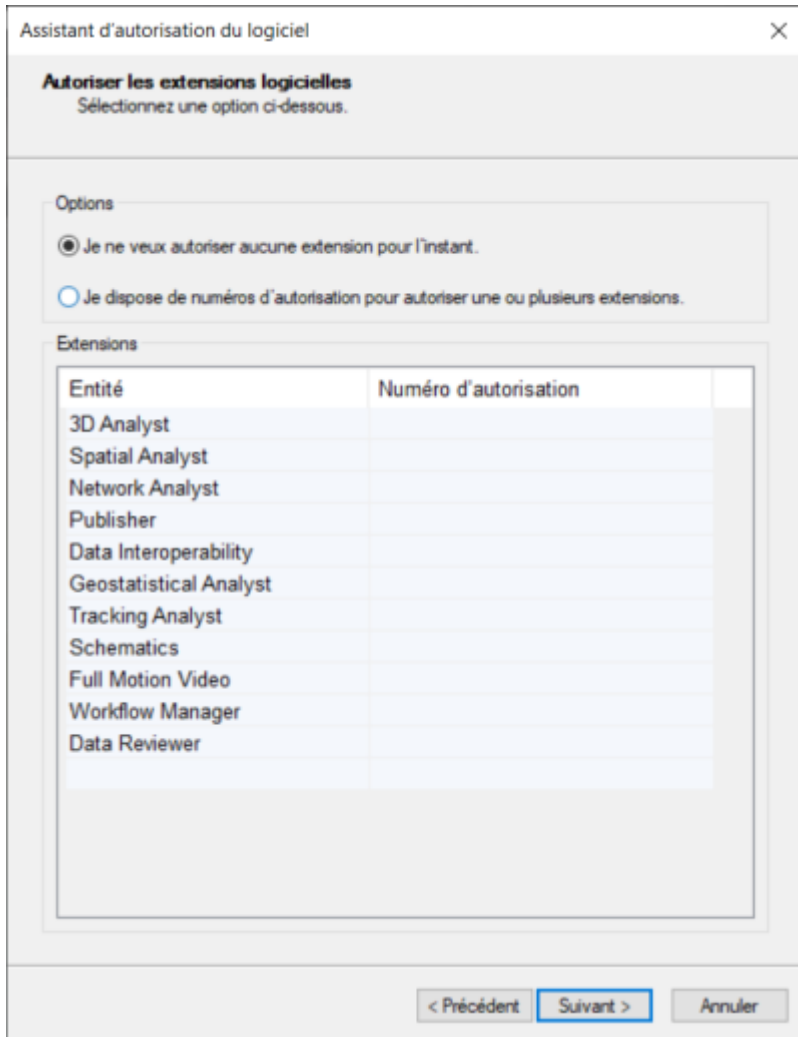 Assistant d'autorisation du logiciel
Autoriser les extensions logicielles
Sélectionnez une option ci-dessous.
Options
Je ne veux autoriser aucune extension pour l'instant.
Je dispose de numéros d'autorisation pour autoriser une ou plusieurs extensions.
Extensions
Entité Numéro d'autorisation
3D Analyst
Spatial Analyst
Network Analyst
Publisher
Data Interoperability
Geostatistical Analyst
Tracking Analyst
Schematics
Full Motion Video
Workflow Manager
Data Reviewer
< Précédent Suivant > Annuler